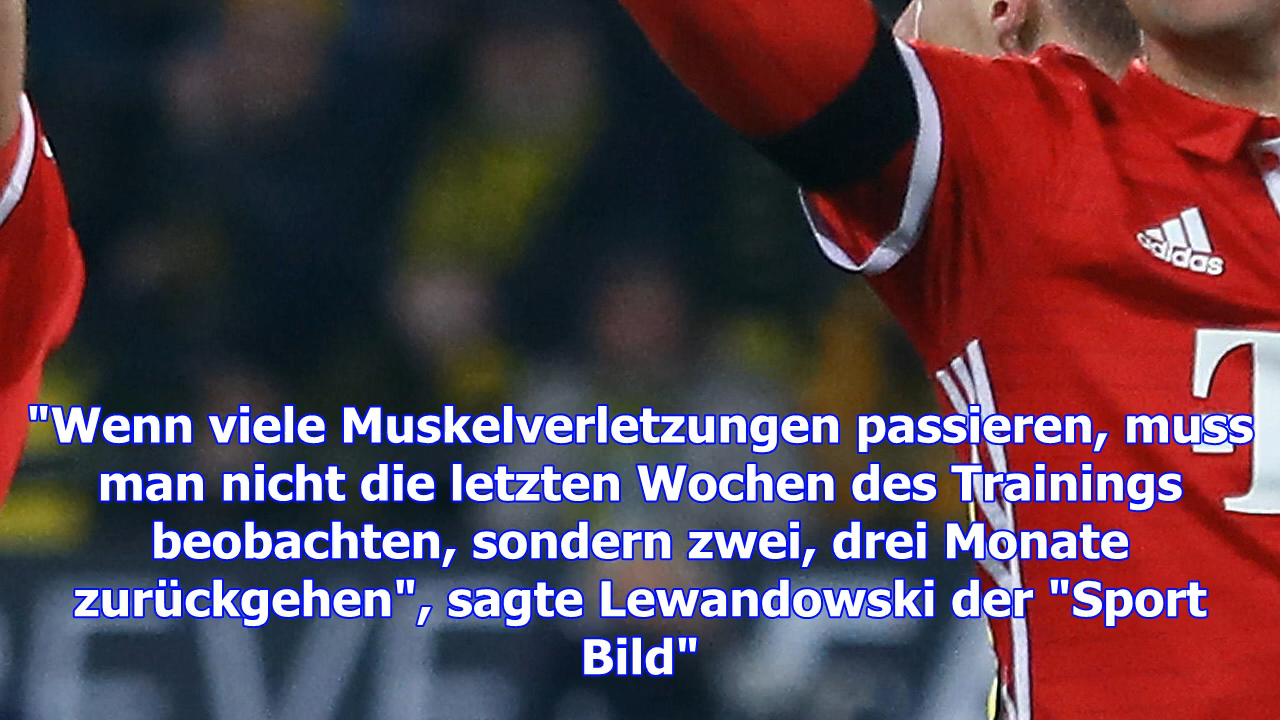 adidas
T
"Wenn viele Muskelverletzungen passieren, muss
man nicht die letzten Wochen des Trainings
beobachten, sondern zwei, drei Monate
zurückgehen", sagte Lewandowski der "Sport
Bild"